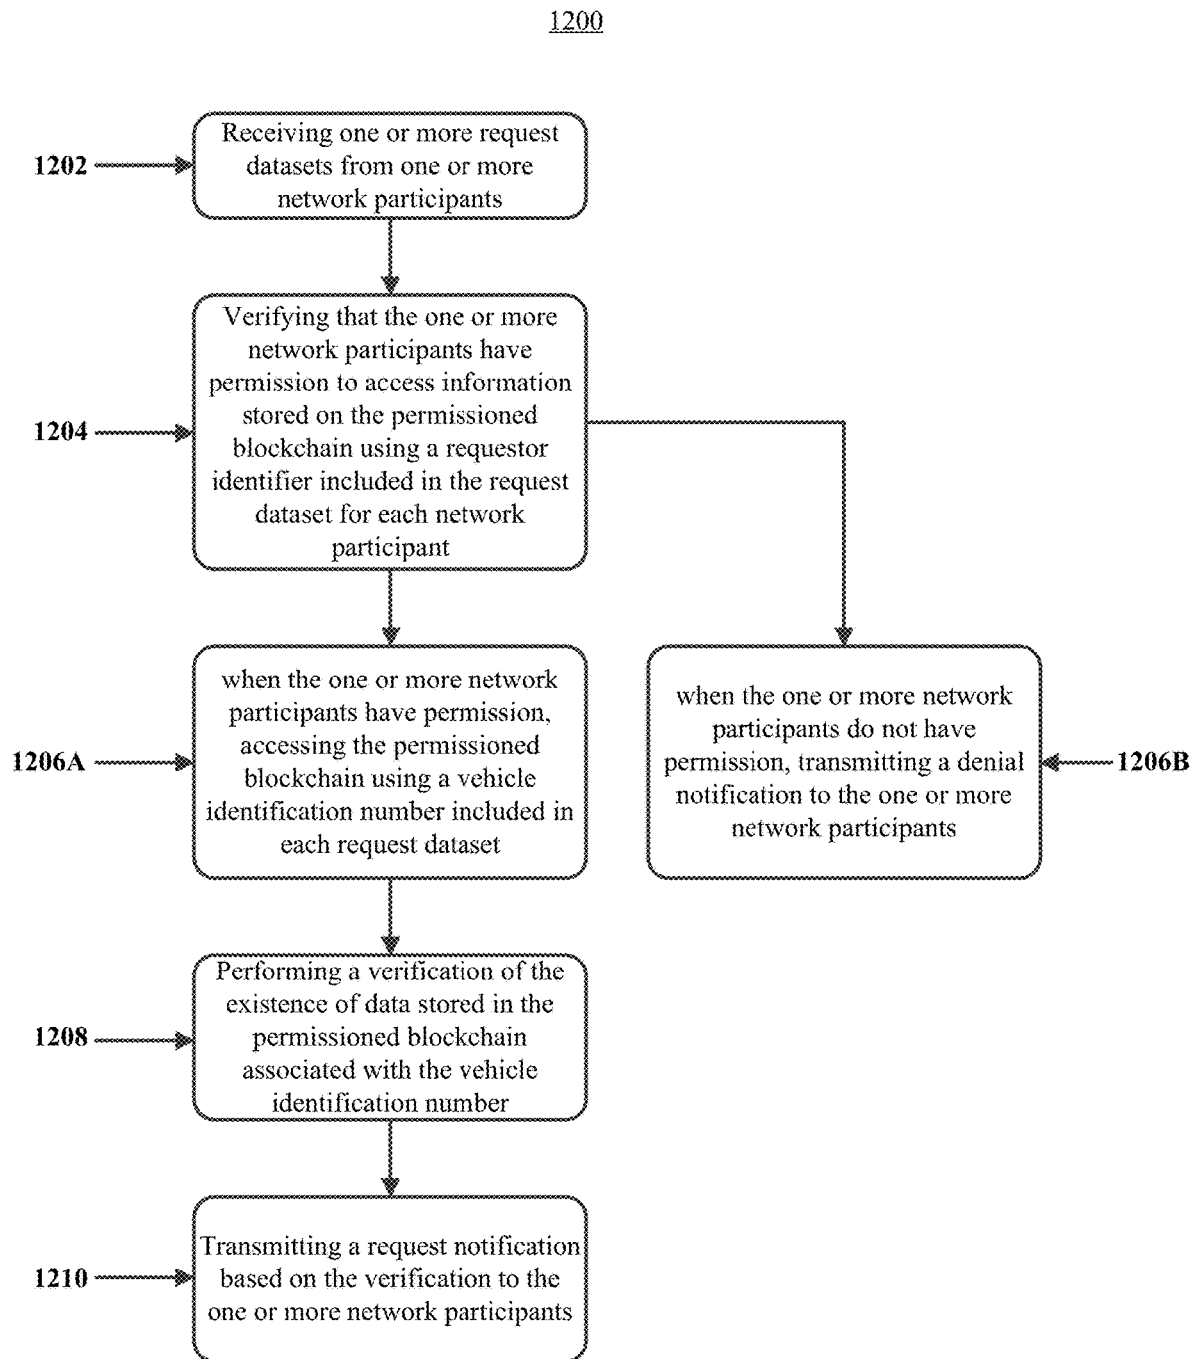 1200
1202
Receiving one or more request
datasets from one or more
network participants
1204
Verifying that the one or more
network participants have
permission to access information
stored on the permissioned
blockchain using a requestor
identifier included in the request
dataset for each network
participant
1206A
when the one or more network
participants have permission,
accessing the permissioned
blockchain using a vehicle
identification number included in
each request dataset
when the one or more network
participants do not have
permission, transmitting a denial
notification to the one or more
network participants
1206B
1208
Performing a verification of the
existence of data stored in the
permissioned blockchain
associated with the vehicle
identification number
1210
Transmitting a request notification
based on the verification to the
one or more network participants